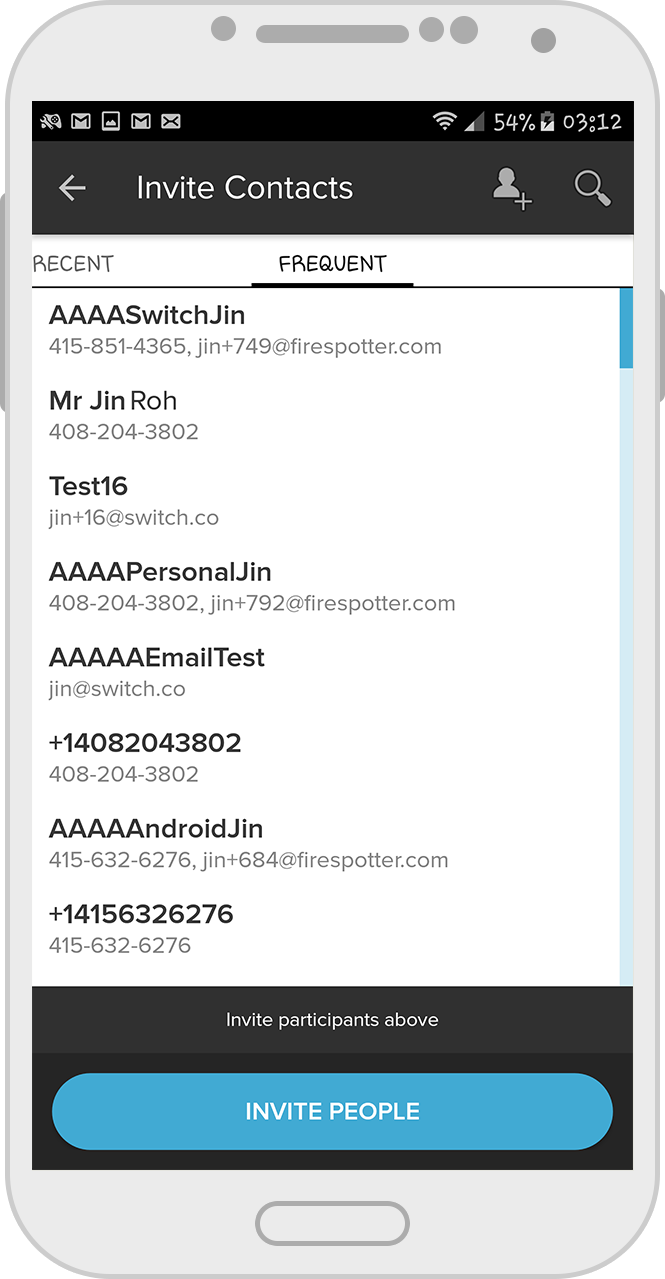 54% 03:12
Invite Contacts
RECENT FREQUENT
AAAASwitchJin
415-851-4365, jin+749@firespotter.com
Mr Jin Roh
408-204-3802
Test16
jin+16@switch.co
AAAAPersonalJin
408-204-3802, jin+792@firespotter.com
AAAAAEmailTest
jin@switch.co
+14082043802
408-204-3802
AAAAAndroidJin
415-632-6276, jin+684@firespotter.com
+14156326276
415-632-6276
Invite participants above
INVITE PEOPLE